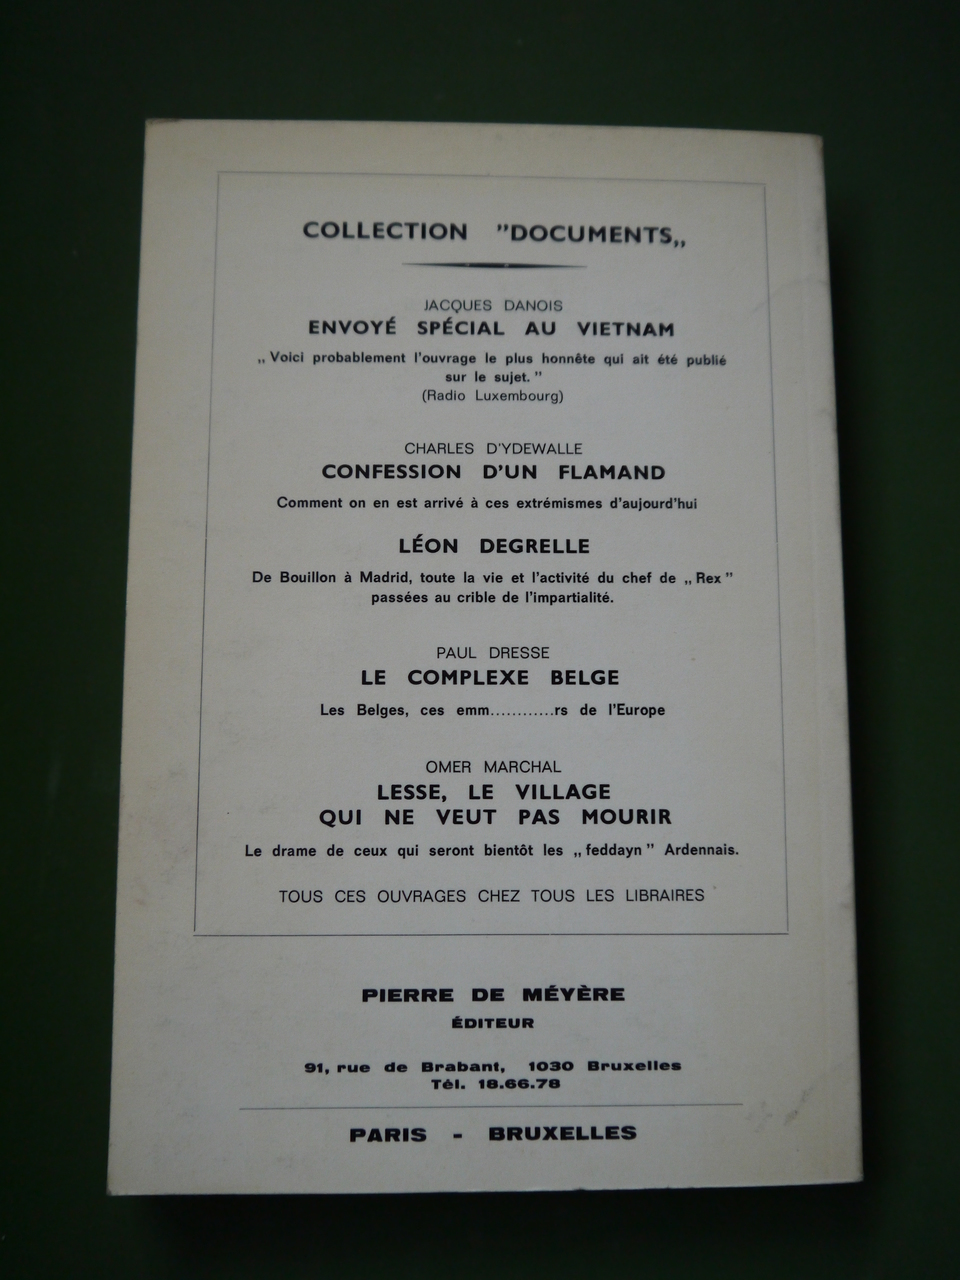 COLLECTION "DOCUMENTS„
JACQUES DANOIS
ENVOYÉ SPÉCIAL AU VIETNAM
„ Voici probablement l'ouvrage le plus honnête qui ait été publié
sur le sujet. "
(Radio Luxembourg)
CHARLES D'YDEWALLE
CONFESSION D'UN FLAMAND
Comment on en est arrivé à ces extrémismes d'aujourd'hui
LÉON DEGRELLE
De Bouillon à Madrid, toute la vie et l'activité du chef de „ Rex "
passées au crible de l'impartialité.
PAUL DRESSE
LE COMPLEXE BELGE
Les Belges, ces emm............rs de l'Europe
OMER MARCHAL
LESSE, LE VILLAGE
QUI NE VEUT PAS MOURIR
Le drame de ceux qui seront bientôt les „ feddayn " Ardennais.
TOUS CES OUVRAGES CHEZ TOUS LES LIBRAIRES
PIERRE DE MÉYÈRE
ÉDITEUR
91, rue de Brabant, 1030 Bruxelles
Tél. 18.66.78
PARIS - BRUXELLES